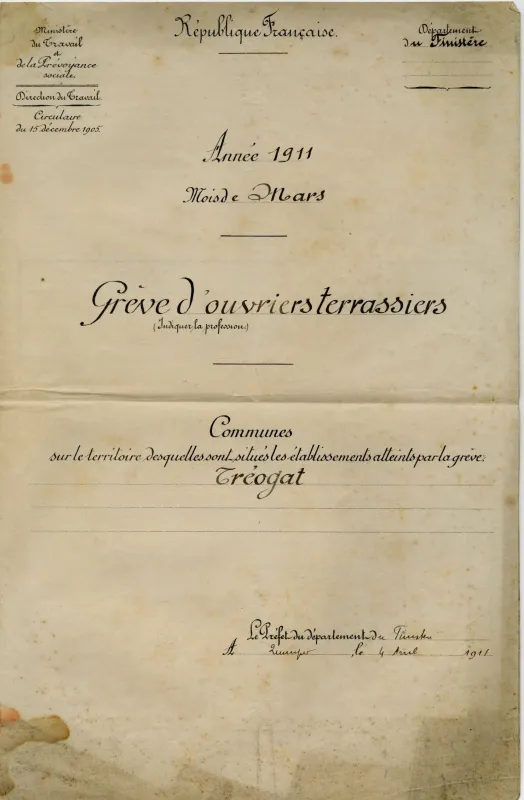 Ministère
du Travail
et
de la Prévoyance
sociale.
Direction du Travail.
Circulaire
du 15 décembre 1905.
République Française.
Département
du Finistère
Année 1911
Mois de Mars
Grève d'ouvriers terrassiers
(Indiquer la profession.)
Communes
sur le territoire desquelles sont situés les établissements atteints par la grève:
Tréogat
Le Préfet du département du Finistère
A Quimper, le 4 Avril 1911